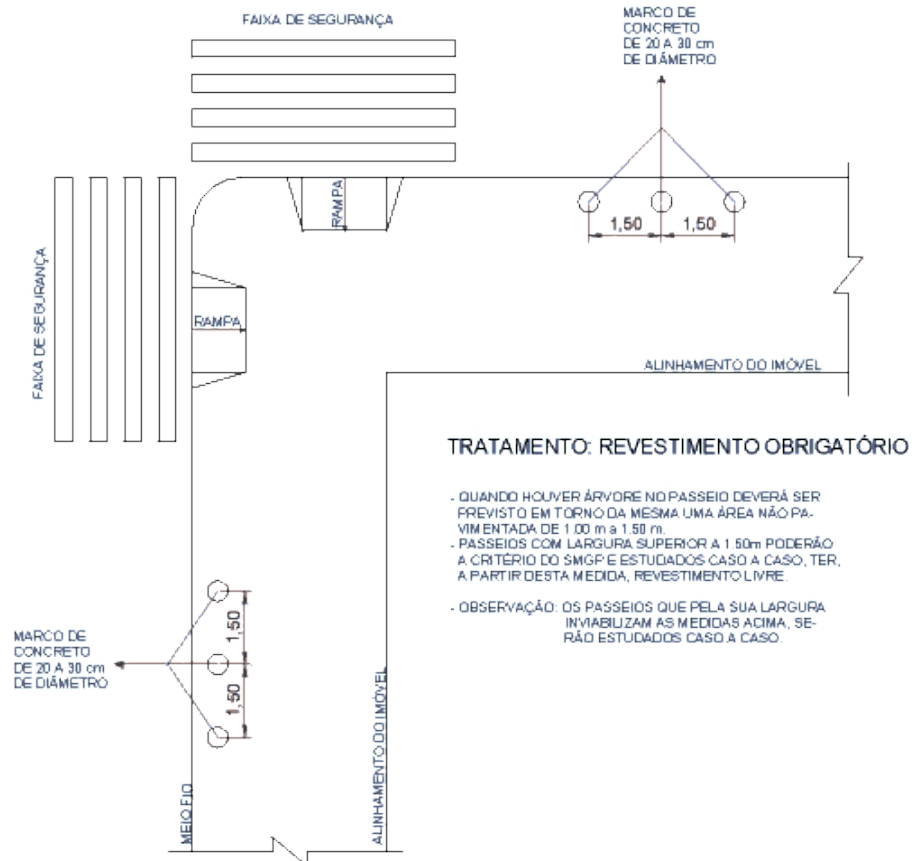 FAIXA DE SEGURANÇA
MARCO DE
CONCRETO
DE 20 A 30 cm
DE DIÂMETRO
RAMPA
1,50
1,50
FAIXA DE SEGURANÇA
RAMPA
ALINHAMENTO DO IMÓVEL
TRATAMENTO: REVESTIMENTO OBRIGATÓRIO
- QUANDO HOUVER ÁRVORE NO PASSEIO DEVERÁ SER
PREVISTO EM TORNO DA MESMA UMA ÁREA NÃO PA-
VIMENTADA DE 1.00 m a 1.50 m.
- PASSEIOS COM LARGURA SUPERIOR A 1.50m PODERÃO
A CRITÉRIO DO SMGP E ESTUDADOS CASO A CASO, TER,
A PARTIR DESTA MEDIDA, REVESTIMENTO LIVRE.
- OBSERVAÇÃO: OS PASSEIOS QUE PELA SUA LARGURA
INVIABILIZAM AS MEDIDAS ACIMA, SE-
RÃO ESTUDADOS CASO A CASO.
MARCO DE
CONCRETO
DE 20 A 30 cm
DE DIÂMETRO
1,50
1,50
MEIO FIO
ALINHAMENTO DO IMÓVEL